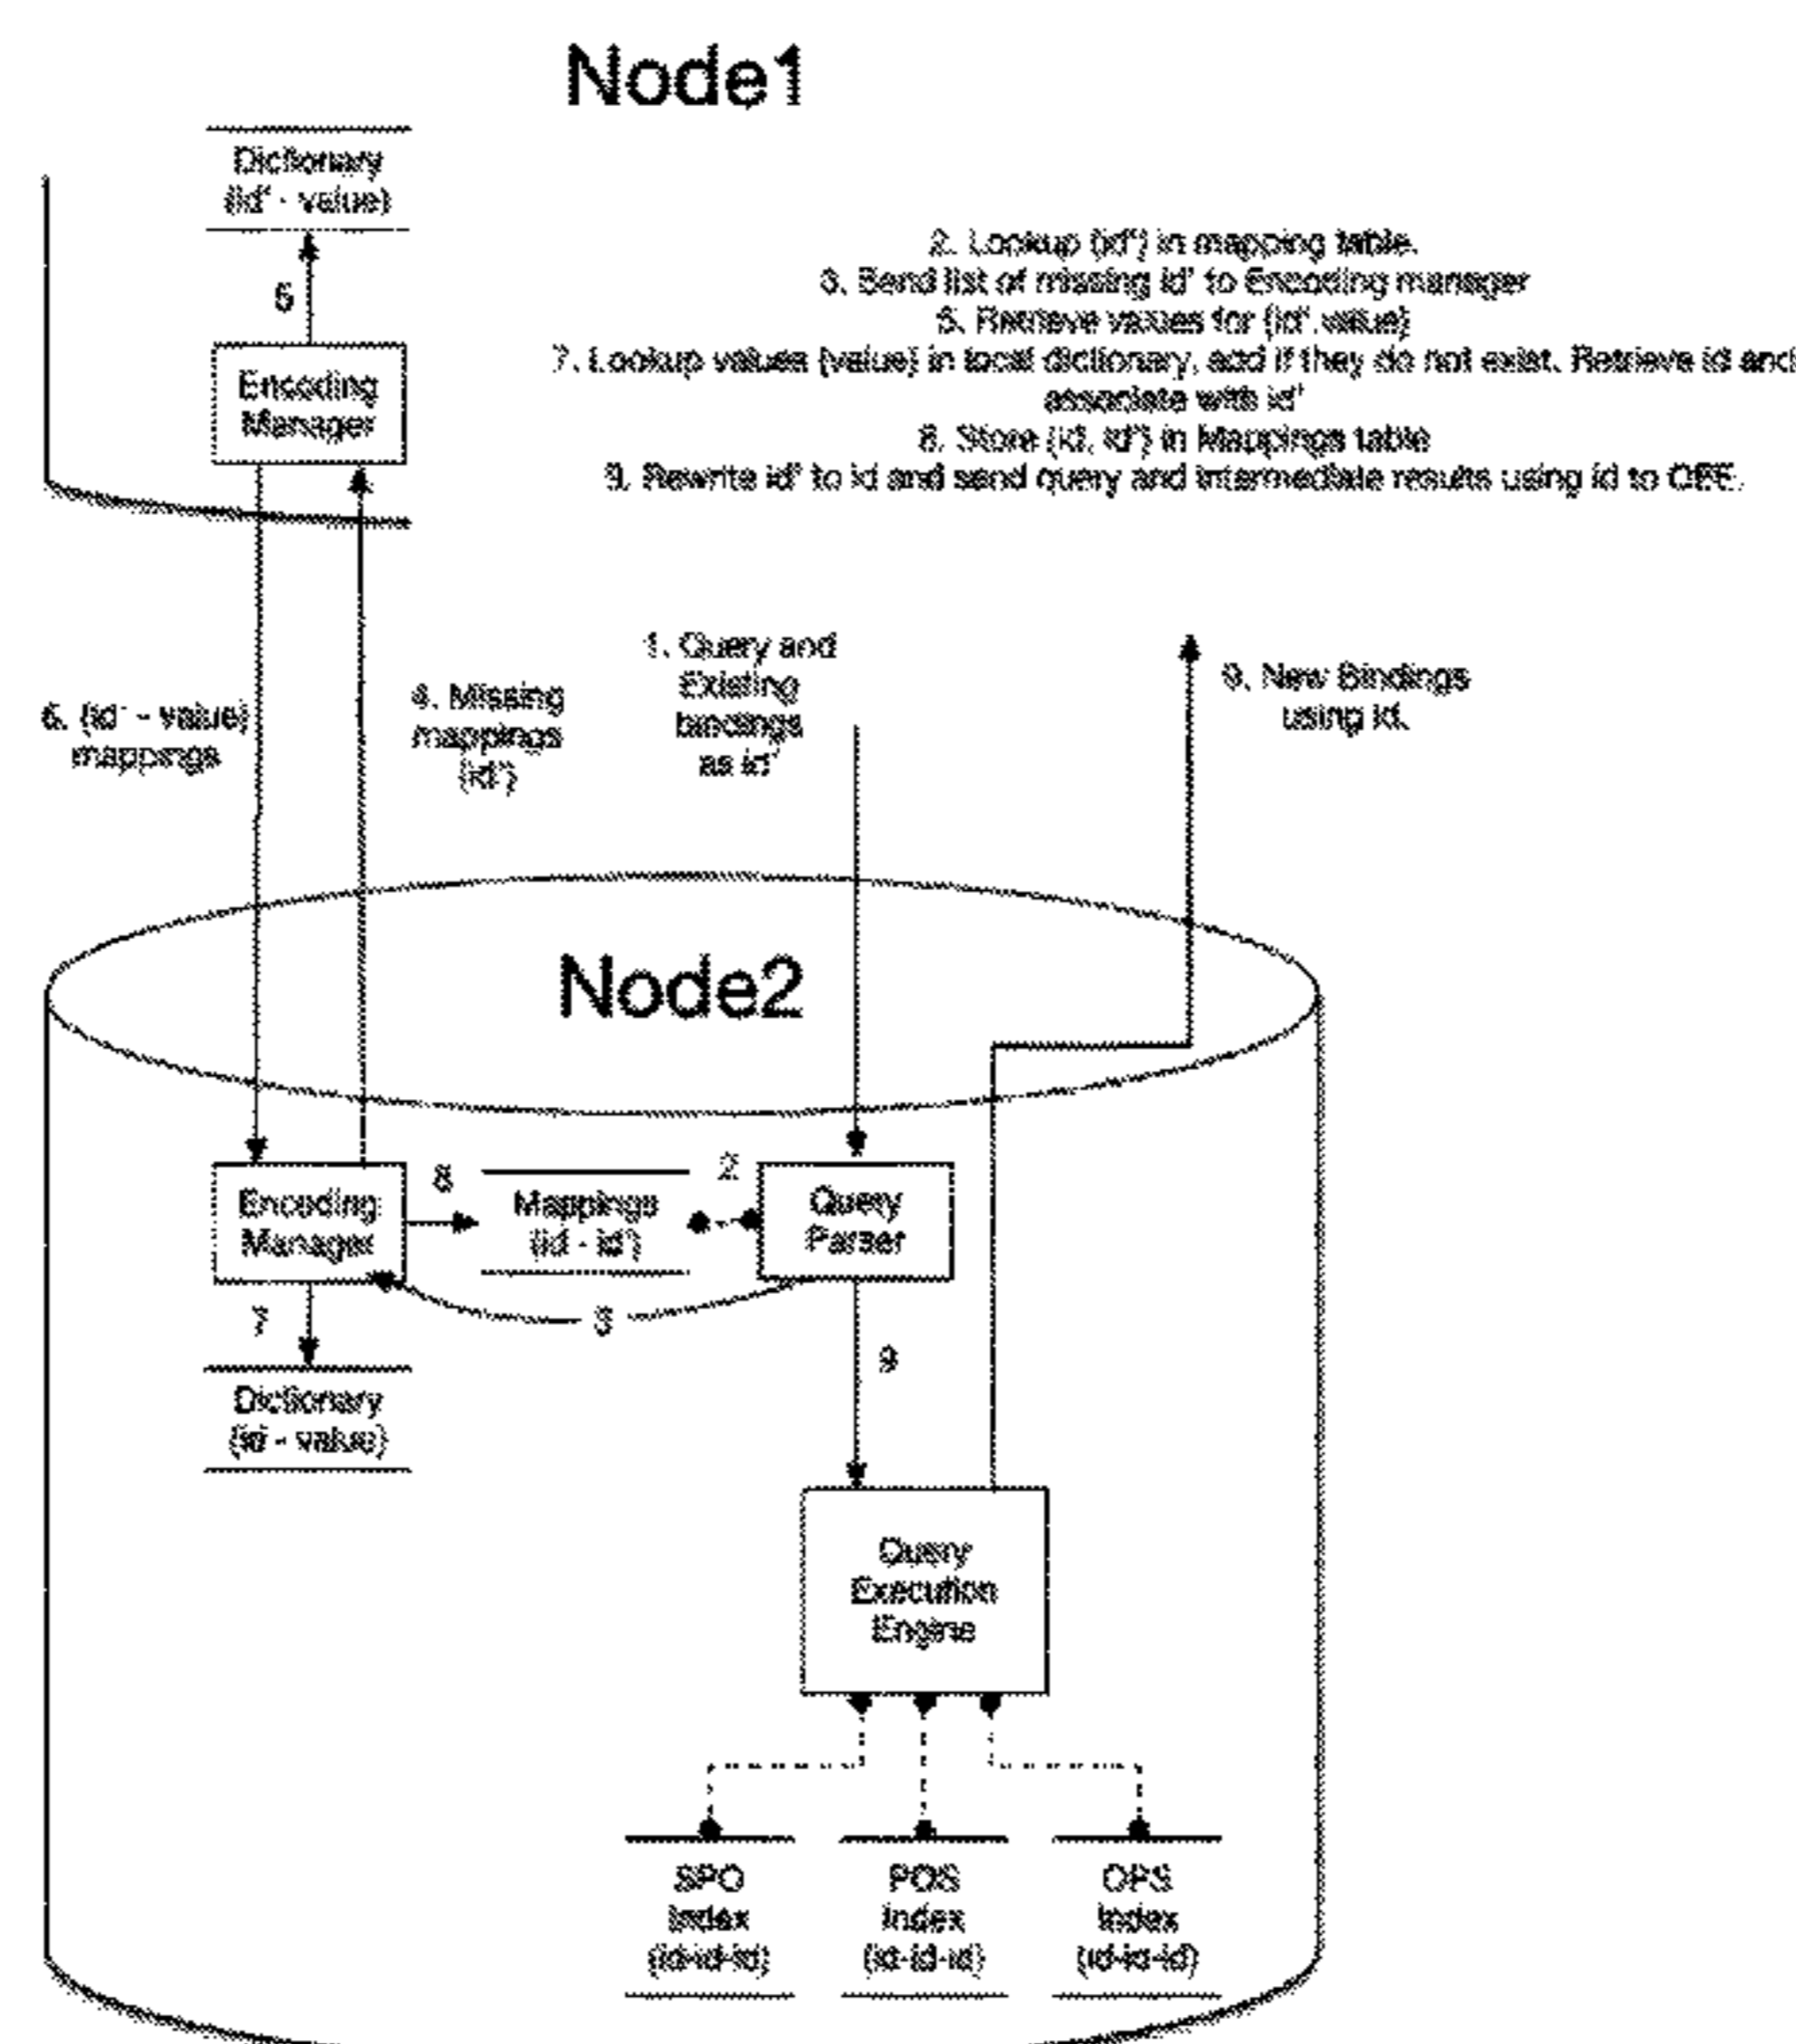 Node1
Dictionary
(id' - value)
5
Encoding
Manager
2. Lookup (id') in mapping table.
3. Send list of missing id' to Encoding manager
5. Retrieve values for (id',value)
7. Lookup values (value) in local dictionary, add if they do not exist. Retrieve id and
associate with id'
8. Store (id, id') in Mappings table
9. Rewrite id' to id and send query and intermediate results using id to QEE.
6. (id' - value)
mappings
4. Missing
mappings
(id')
1. Query and
Existing
bindings
as id'
9. New Bindings
using id.
Node2
Encoding
Manager
8
Mappings
(id - id')
2
Query
Parser
7
3
9
Dictionary
(id - value)
Query
Execution
Engine
SPO
Index
(id-id-id)
POS
Index
(id-id-id)
OPS
Index
(id-id-id)